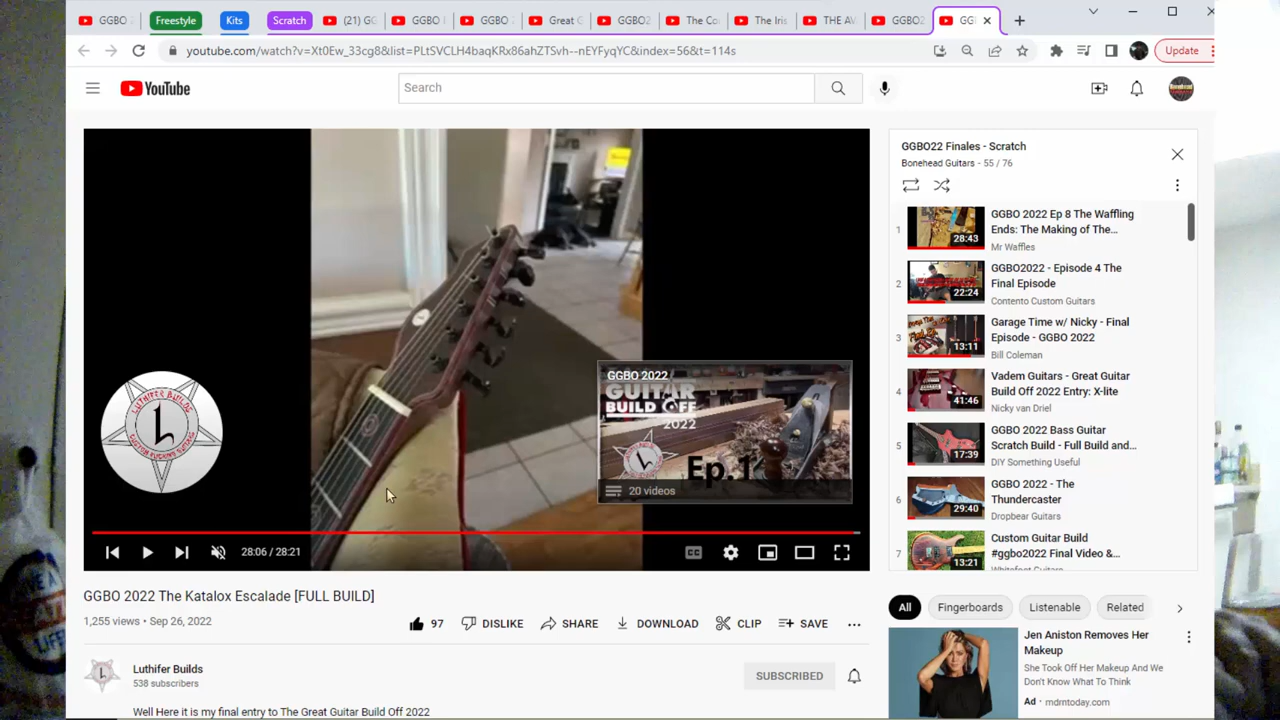 GGBO
Freestyle
Kits
Scratch
(21) GG
GGBO
GGBO
Great G
GGBO2
The Co
The Iris
THE AV
GGBO2
GG
youtube.com/watch?v=Xt0Ew_33cg8&list=PLtSVCLH4baqKRx86ahZTSvh--nEYFyqYC&index=56&t=114s
Update
YouTube
Search
LUTHIFER BUILDS
GGBO 2022
GUITAR
BUILD OFF
2022
Ep.1
20 videos
28:06 / 28:21
CC
GGBO22 Finales - Scratch
Bonehead Guitars - 55 / 76
1
28:43
GGBO 2022 Ep 8 The Waffling
Ends: The Making of The...
Mr Waffles
2
22:24
GGBO2022 - Episode 4 The
Final Episode
Contento Custom Guitars
3
13:11
Garage Time w/ Nicky - Final
Episode - GGBO 2022
Bill Coleman
4
41:46
Vadem Guitars - Great Guitar
Build Off 2022 Entry: X-lite
Nicky van Driel
5
17:39
GGBO 2022 Bass Guitar
Scratch Build - Full Build and...
DIY Something Useful
6
29:40
GGBO 2022 - The
Thundercaster
Dropbear Guitars
7
13:21
Custom Guitar Build
#ggbo2022 Final Video &...
Whitefoot Guitars
GGBO 2022 The Katalox Escalade [FULL BUILD]
1,255 views • Sep 26, 2022
97
DISLIKE
SHARE
DOWNLOAD
CLIP
SAVE
Luthifer Builds
538 subscribers
SUBSCRIBED
Well Here it is my final entry to The Great Guitar Build Off 2022
All
Fingerboards
Listenable
Related
Jen Aniston Removes Her
Makeup
She Took Off Her Makeup And We
Don't Know What To Think
Ad • mdrntoday.com
LIFE